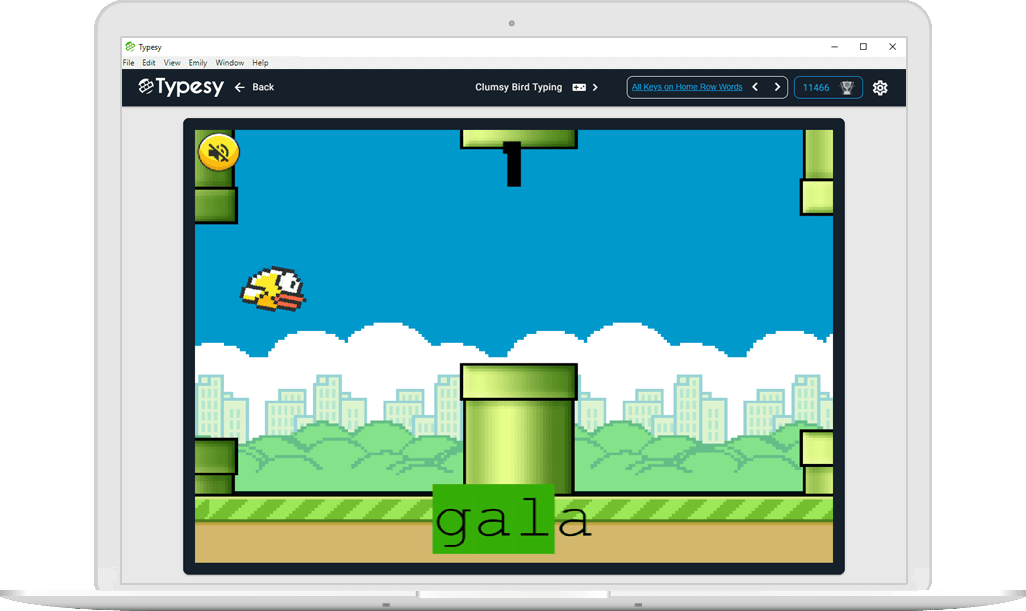 Typesy
File Edit View Emily Window Help
Typesy Back Clumsy Bird Typing All Keys on Home Row Words 11466
1
gala